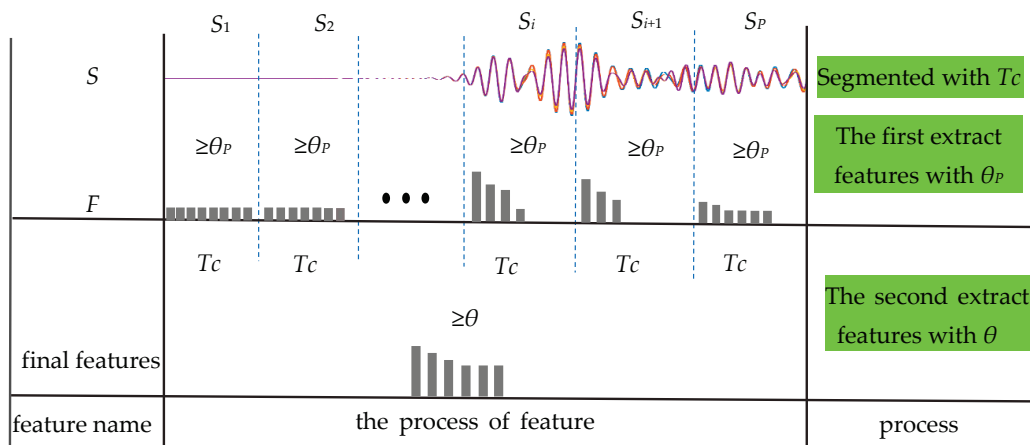 S1 S2 Si Si+1 SP
S
Segmented with Tc
≥θP ≥θP ≥θP ≥θP ≥θP
The first extract
features with θP
F
Tc Tc Tc Tc Tc
≥θ
The second extract
features with θ
final features
feature name the process of feature process